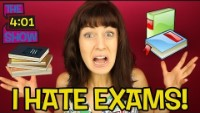 THE
4:01
SHOW
I HATE EXAMS!